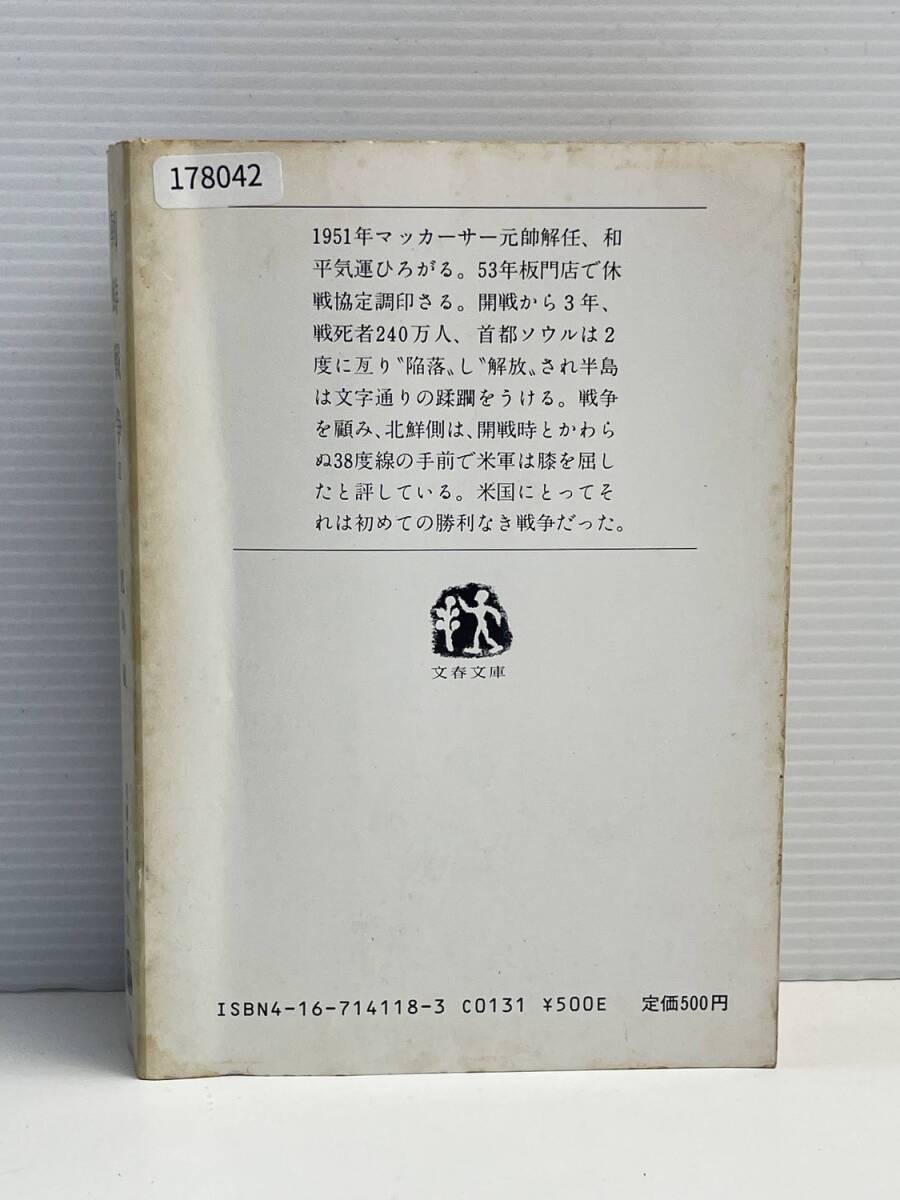 178042
1951年マッカーサー元帥解任、和
平気運ひろがる。53年板門店で休
戦協定調印さる。開戦から3年、
戦死者240万人、首都ソウルは2
度に亙り〝陥落〟し〝解放〟され半島
は文字通りの蹂躙をうける。戦争
を顧み、北鮮側は、開戦時とかわら
ぬ38度線の手前で米軍は膝を屈し
たと評している。米国にとってそ
れは初めての勝利なき戦争だった。
文春文庫
ISBN4-16-714118-3 C0131 ¥500E 定価500円